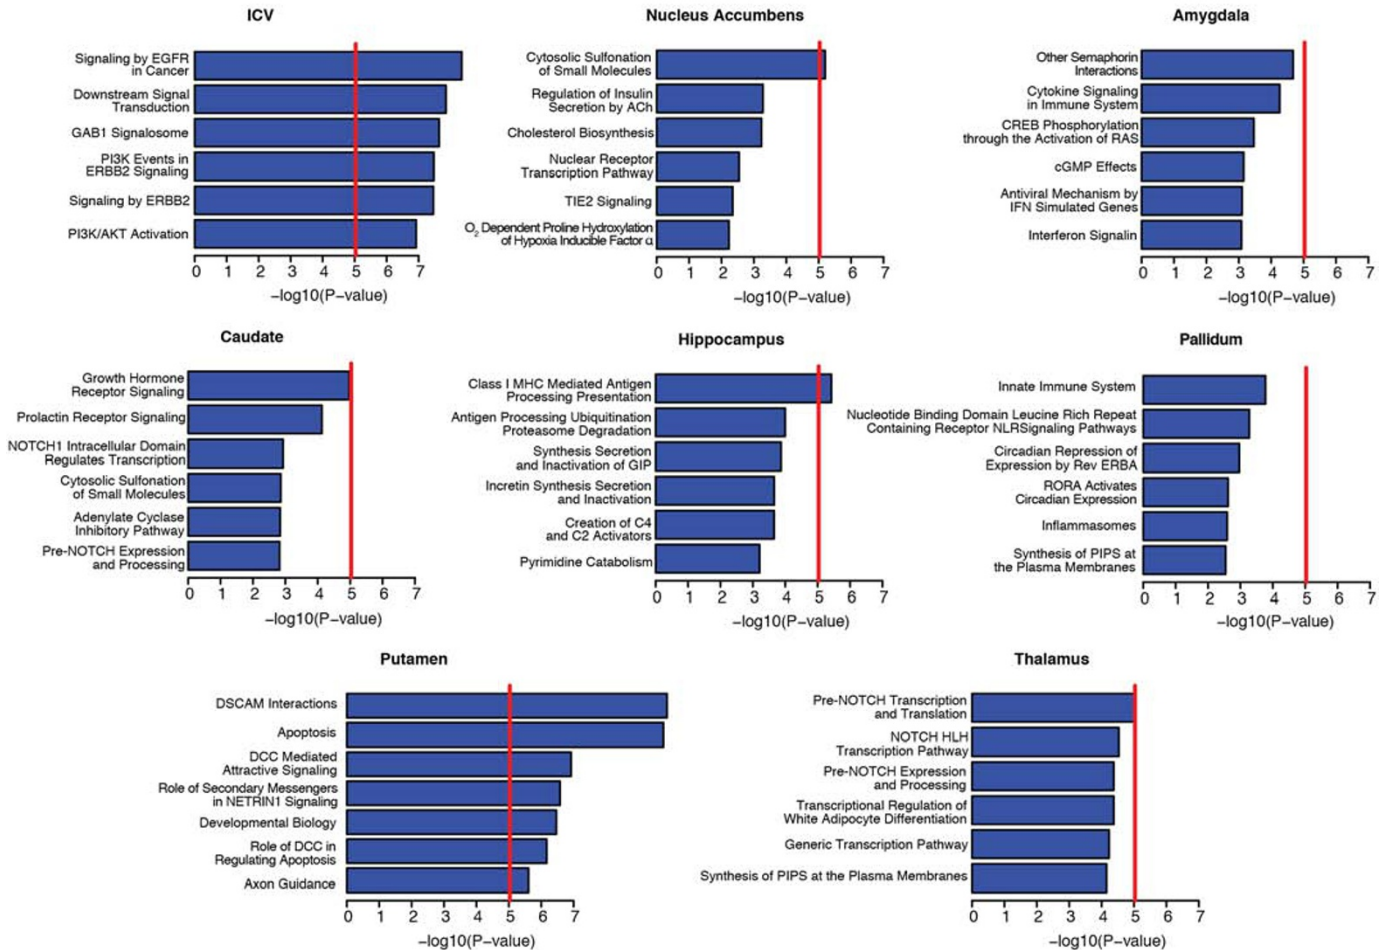 ICV
Signaling by EGFR
in Cancer
Downstream Signal
Transduction
GAB1 Signalosome
PI3K Events in
ERBB2 Signaling
Signaling by ERBB2
PI3K/AKT Activation
0 1 2 3 4 5 6 7
−log10(P−value)
Nucleus Accumbens
Cytosolic Sulfonation
of Small Molecules
Regulation of Insulin
Secretion by ACh
Cholesterol Biosynthesis
Nuclear Receptor
Transcription Pathway
TIE2 Signaling
O2 Dependent Proline Hydroxylation
of Hypoxia Inducible Factor α
0 1 2 3 4 5 6 7
−log10(P−value)
Amygdala
Other Semaphorin
Interactions
Cytokine Signaling
in Immune System
CREB Phosphorylation
through the Activation of RAS
cGMP Effects
Antiviral Mechanism by
IFN Simulated Genes
Interferon Signalin
0 1 2 3 4 5 6 7
−log10(P−value)
Caudate
Growth Hormone
Receptor Signaling
Prolactin Receptor Signaling
NOTCH1 Intracellular Domain
Regulates Transcription
Cytosolic Sulfonation
of Small Molecules
Adenylate Cyclase
Inhibitory Pathway
Pre-NOTCH Expression
and Processing
0 1 2 3 4 5 6 7
−log10(P−value)
Hippocampus
Class I MHC Mediated Antigen
Processing Presentation
Antigen Processing Ubiquitination
Proteasome Degradation
Synthesis Secretion
and Inactivation of GIP
Incretin Synthesis Secretion
and Inactivation
Creation of C4
and C2 Activators
Pyrimidine Catabolism
0 1 2 3 4 5 6 7
−log10(P−value)
Pallidum
Innate Immune System
Nucleotide Binding Domain Leucine Rich Repeat
Containing Receptor NLRSignaling Pathways
Circadian Repression of
Expression by Rev ERBA
RORA Activates
Circadian Expression
Inflammasomes
Synthesis of PIPS at
the Plasma Membranes
0 1 2 3 4 5 6 7
−log10(P−value)
Putamen
DSCAM Interactions
Apoptosis
DCC Mediated
Attractive Signaling
Role of Secondary Messengers
in NETRIN1 Signaling
Developmental Biology
Role of DCC in
Regulating Apoptosis
Axon Guidance
0 1 2 3 4 5 6 7
−log10(P−value)
Thalamus
Pre-NOTCH Transcription
and Translation
NOTCH HLH
Transcription Pathway
Pre-NOTCH Expression
and Processing
Transcriptional Regulation of
White Adipocyte Differentiation
Generic Transcription Pathway
Synthesis of PIPS at the Plasma Membranes
0 1 2 3 4 5 6 7
−log10(P−value)